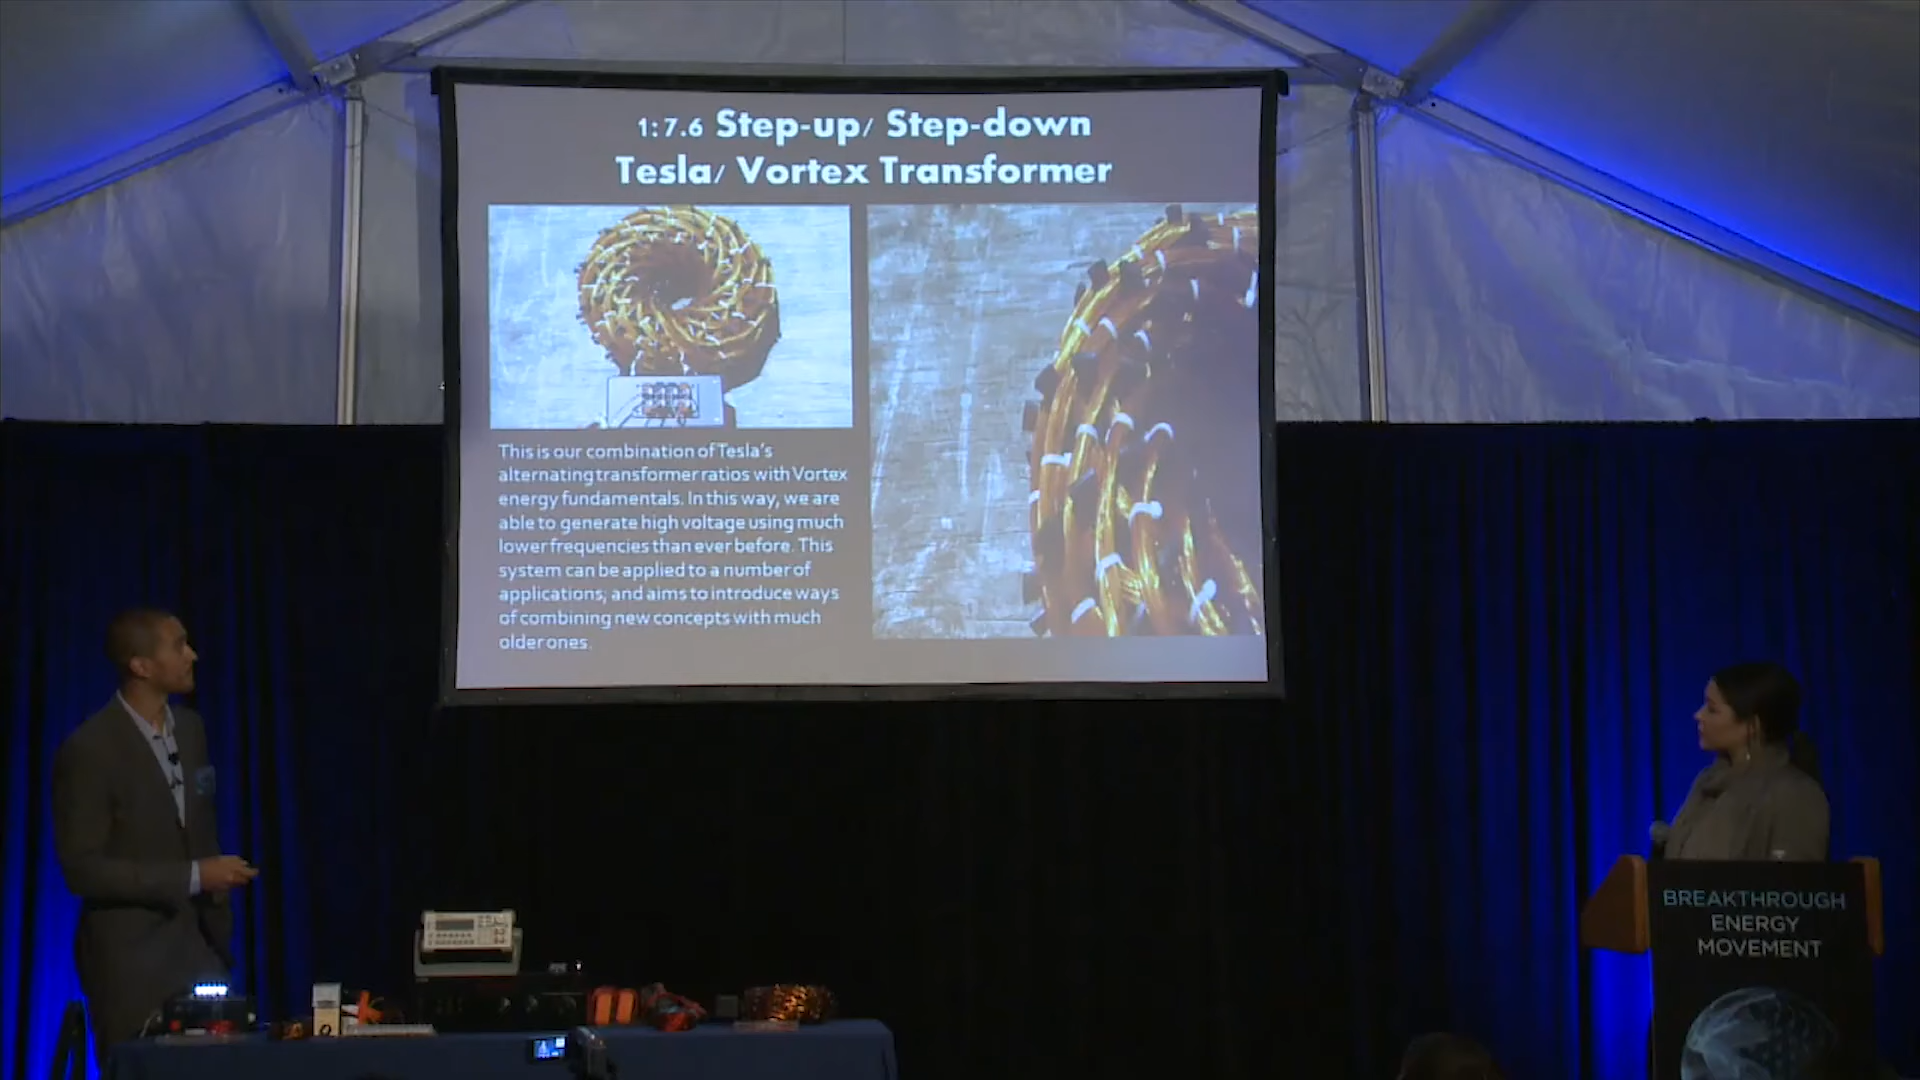 1:7.6 Step-up/ Step-down
Tesla/ Vortex Transformer
This is our combination of Tesla's
alternating transformer ratios with Vortex
energy fundamentals. In this way, we are
able to generate high voltage using much
lower frequencies than ever before. This
system can be applied to a number of
applications, and aims to introduce ways
of combining new concepts with much
older ones.
BREAKTHROUGH
ENERGY
MOVEMENT